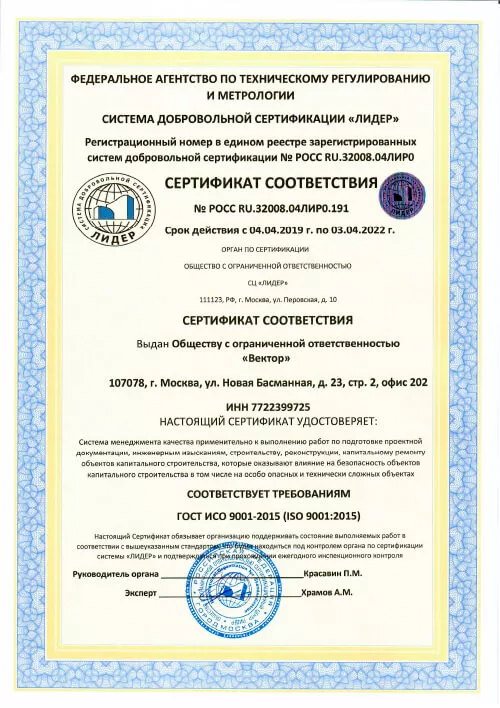 ФЕДЕРАЛЬНОЕ АГЕНТСТВО ПО ТЕХНИЧЕСКОМУ РЕГУЛИРОВАНИЮ
И МЕТРОЛОГИИ
СИСТЕМА ДОБРОВОЛЬНОЙ СЕРТИФИКАЦИИ «ЛИДЕР»
Регистрационный номер в едином реестре зарегистрированных
систем добровольной сертификации № РОСС RU.32008.04ЛИР0
СИСТЕМА ДОБРОВОЛЬНОЙ СЕРТИФИКАЦИИ
ЛИДЕР
СЕРТИФИКАТ СООТВЕТСТВИЯ
ЛИДЕР
№ РОСС RU.32008.04ЛИР0.191
Срок действия с 04.04.2019 г. по 03.04.2022 г.
ОРГАН ПО СЕРТИФИКАЦИИ
ОБЩЕСТВО С ОГРАНИЧЕННОЙ ОТВЕТСТВЕННОСТЬЮ
СЦ «ЛИДЕР»
111123, РФ, г. Москва, ул. Перовская, д. 10
СЕРТИФИКАТ СООТВЕТСТВИЯ
Выдан Обществу с ограниченной ответственностью
«Вектор»
107078, г. Москва, ул. Новая Басманная, д. 23, стр. 2, офис 202
ИНН 7722399725
НАСТОЯЩИЙ СЕРТИФИКАТ УДОСТОВЕРЯЕТ:
Система менеджмента качества применительно к выполнению работ по подготовке проектной
документации, инженерным изысканиям, строительству, реконструкции, капитальному ремонту
объектов капитального строительства, которые оказывают влияние на безопасность объектов
капитального строительства в том числе на особо опасных и технически сложных объектах
СООТВЕТСТВУЕТ ТРЕБОВАНИЯМ
ГОСТ ИСО 9001-2015 (ISO 9001:2015)
Настоящий Сертификат обязывает организацию поддерживать состояние выполняемых работ в
соответствии с вышеуказанным стандартом, что будет находиться под контролем органа по сертификации
системы «ЛИДЕР» и подтверждаться при прохождении ежегодного инспекционного контроля
Руководитель органа Красавин П.М.
Эксперт Храмов А.М.
РОССИЙСКАЯ ФЕДЕРАЦИЯ
ГОРОД МОСКВА